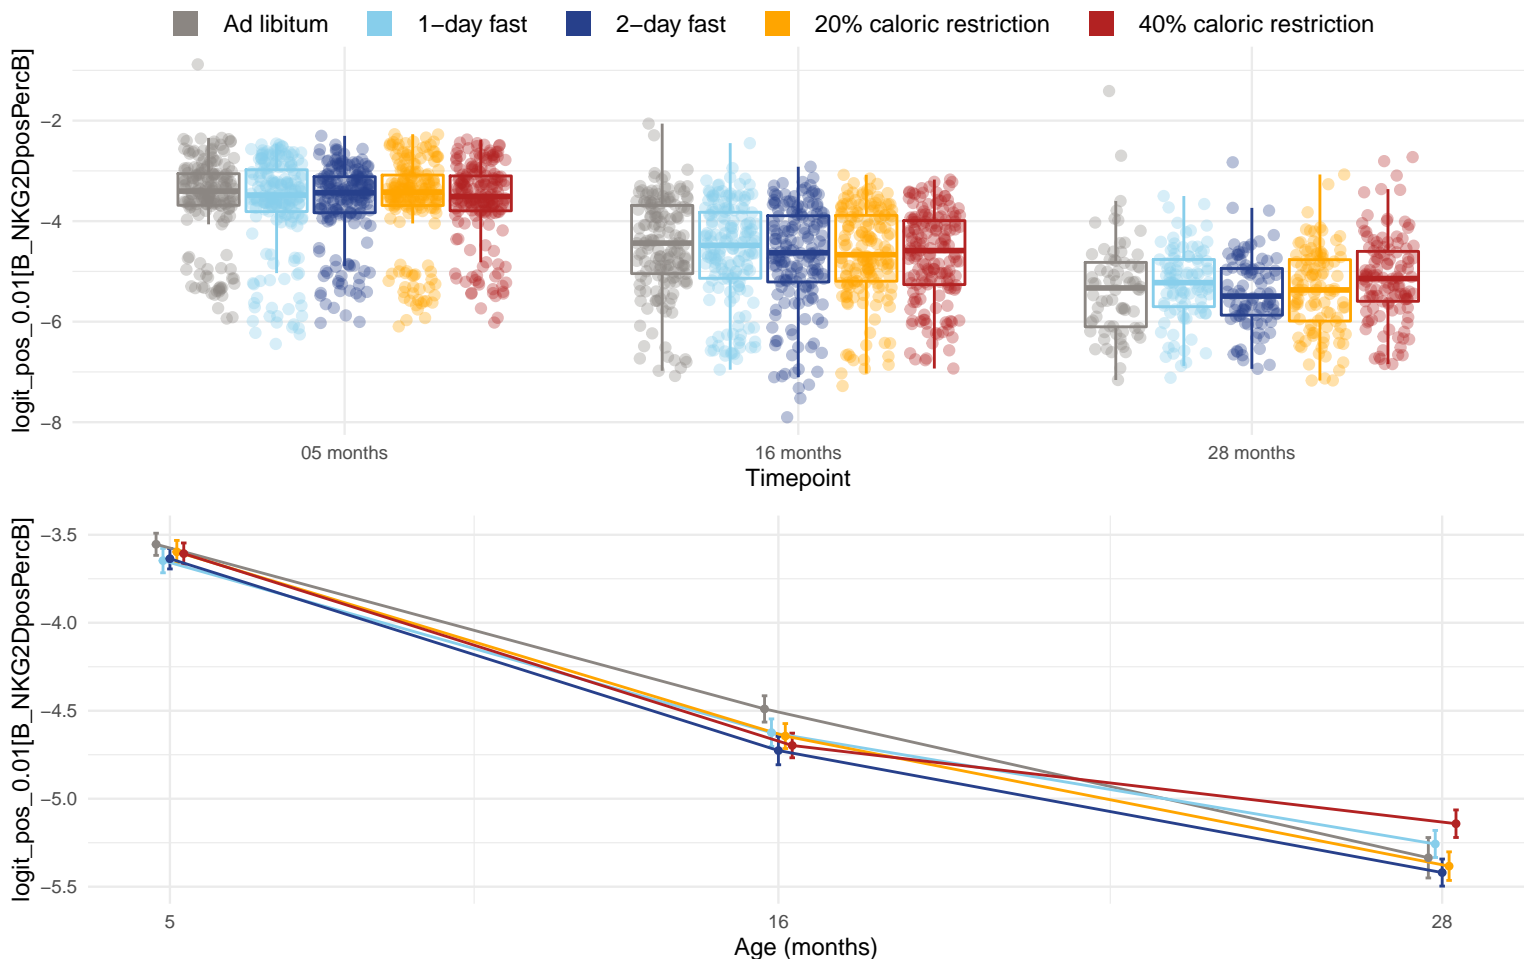 Ad libitum 1−day fast 2−day fast 20% caloric restriction 40% caloric restriction
logit_pos_0.01[B_NKG2DposPercB]
−2
−4
−6
−8
05 months 16 months 28 months
Timepoint
logit_pos_0.01[B_NKG2DposPercB]
−3.5
−4.0
−4.5
−5.0
−5.5
5 16 28
Age (months)